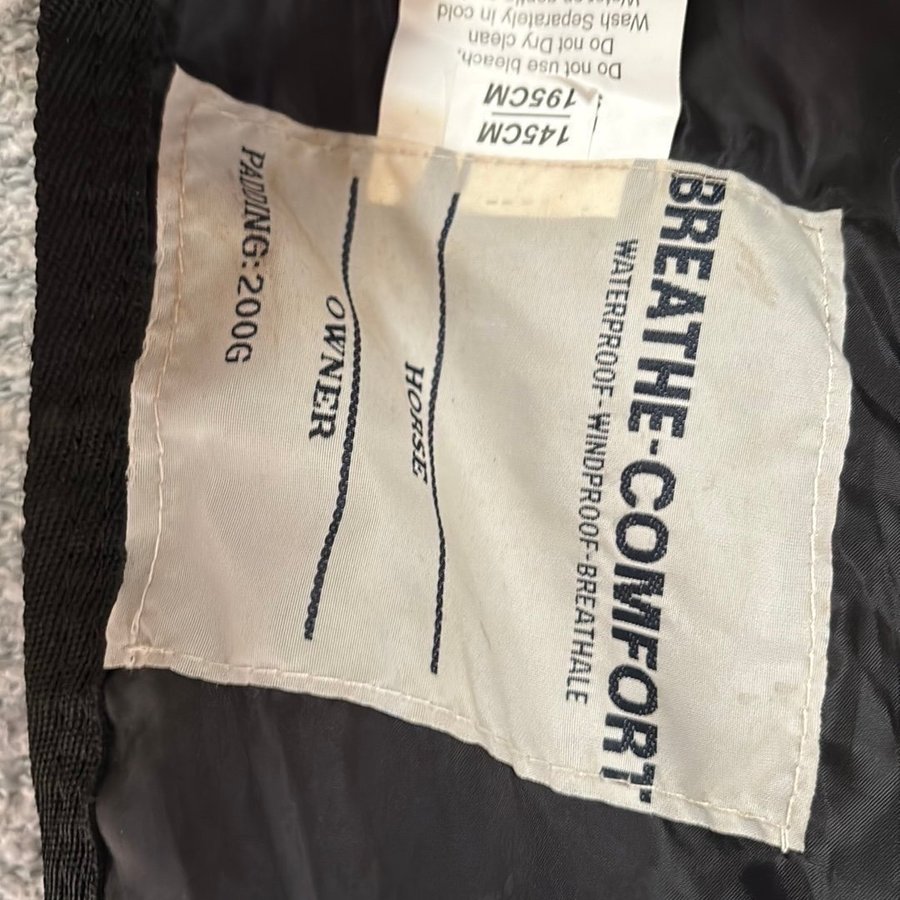 BREATHE-COMFORT
WATERPROOF-WINDPROOF-BREATHALE
HORSE
OWNER
PADDING:200G
145CM
195CM
Do not use bleach,
Do not Dry clean
Wash Separately in cold